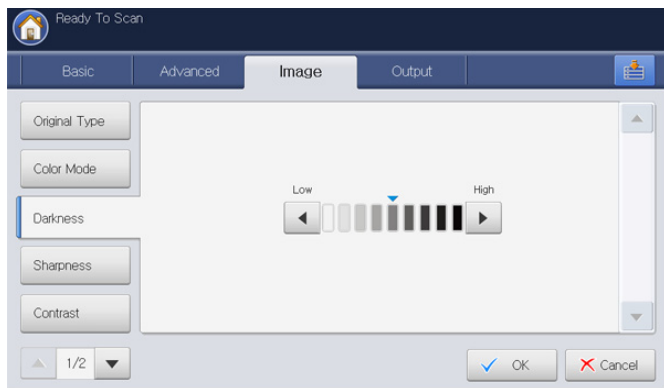 Ready To Scan
Basic
Advanced
Image
Output
Original Type
Color Mode
Darkness
Sharpness
Contrast
Low
High
1/2
OK
Cancel